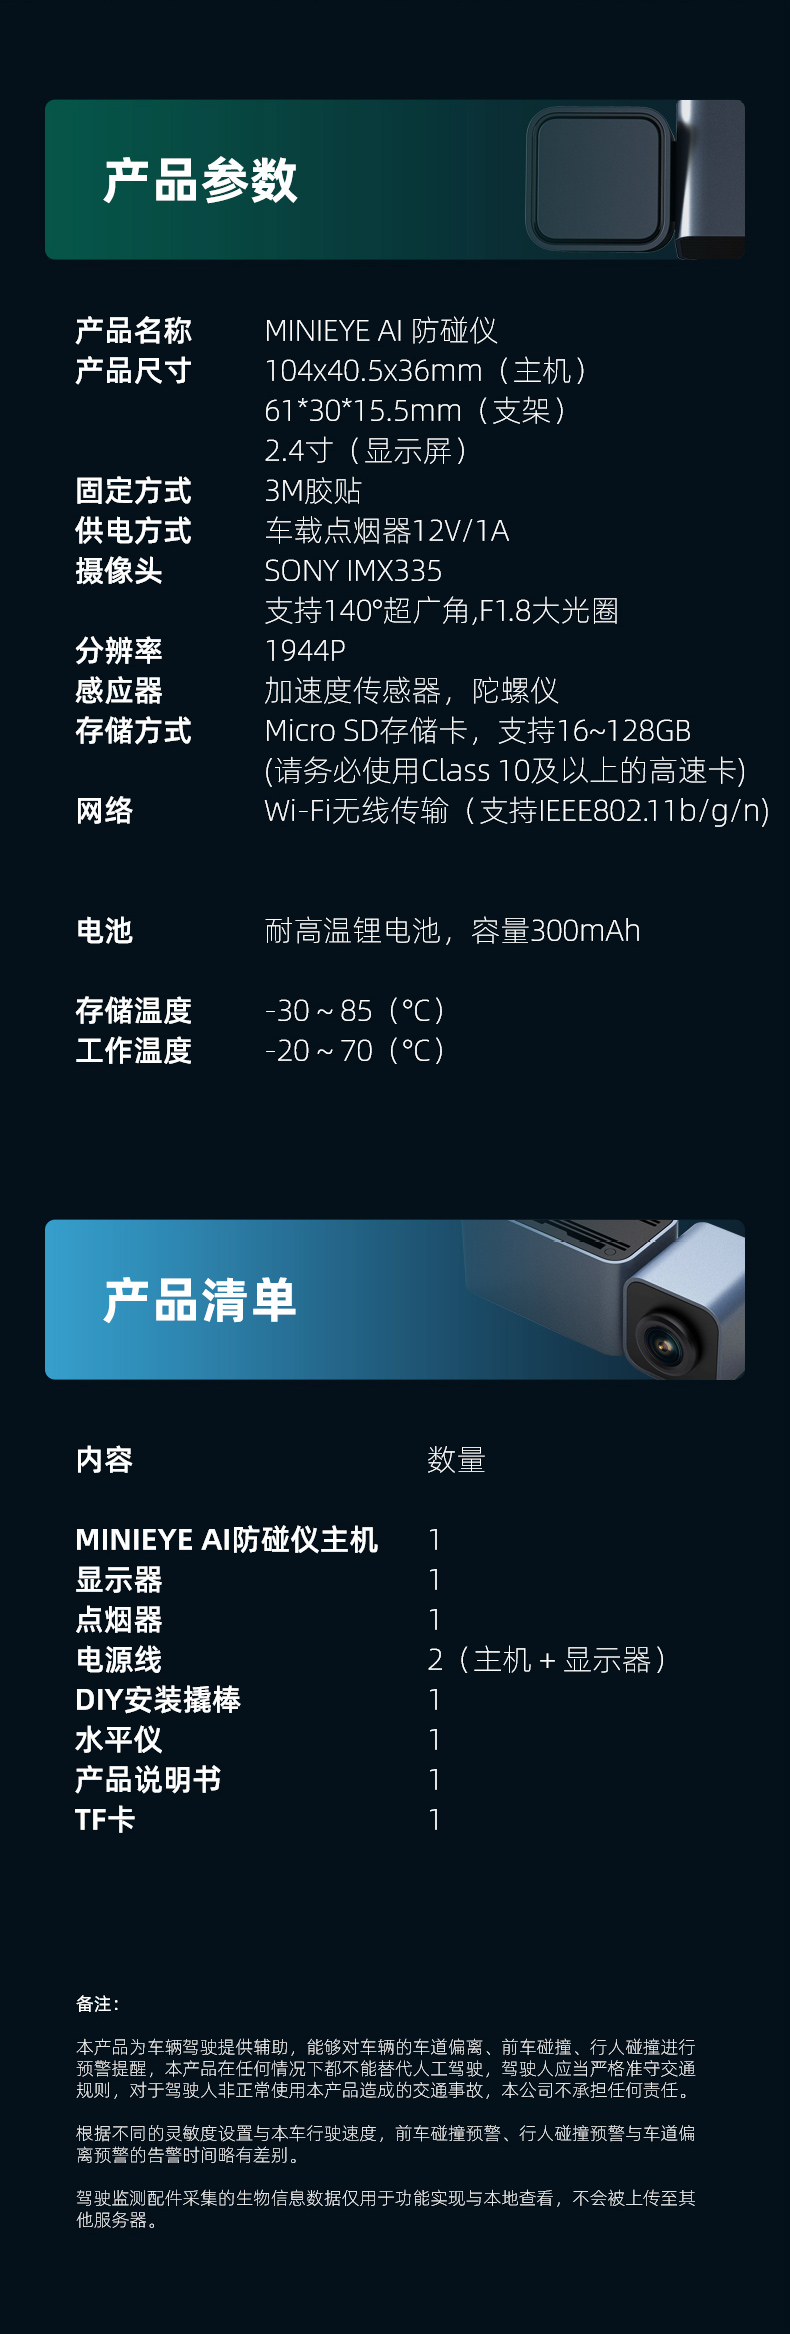 产品参数
产品名称 MINIEYE AI 防碰仪
产品尺寸 104x40.5x36mm（主机）
61*30*15.5mm（支架）
2.4寸（显示屏）
固定方式 3M胶贴
供电方式 车载点烟器12V/1A
摄像头 SONY IMX335
支持140°超广角,F1.8大光圈
分辨率 1944P
感应器 加速度传感器，陀螺仪
存储方式 Micro SD存储卡，支持16~128GB
(请务必使用Class 10及以上的高速卡)
网络 Wi-Fi无线传输（支持IEEE802.11b/g/n)
电池 耐高温锂电池，容量300mAh
存储温度 -30 ~ 85（°C）
工作温度 -20 ~ 70（°C）
产品清单
内容 数量
MINIEYE AI防碰仪主机 1
显示器 1
点烟器 1
电源线 2（主机 + 显示器）
DIY安装撬棒 1
水平仪 1
产品说明书 1
TF卡 1
备注：
本产品为车辆驾驶提供辅助，能够对车辆的车道偏离、前车碰撞、行人碰撞进行
预警提醒，本产品在任何情况下都不能替代人工驾驶，驾驶人应当严格准守交通
规则，对于驾驶人非正常使用本产品造成的交通事故，本公司不承担任何责任。
根据不同的灵敏度设置与本车行驶速度，前车碰撞预警、行人碰撞预警与车道偏
离预警的告警时间略有差别。
驾驶监测配件采集的生物信息数据仅用于功能实现与本地查看，不会被上传至其
他服务器。